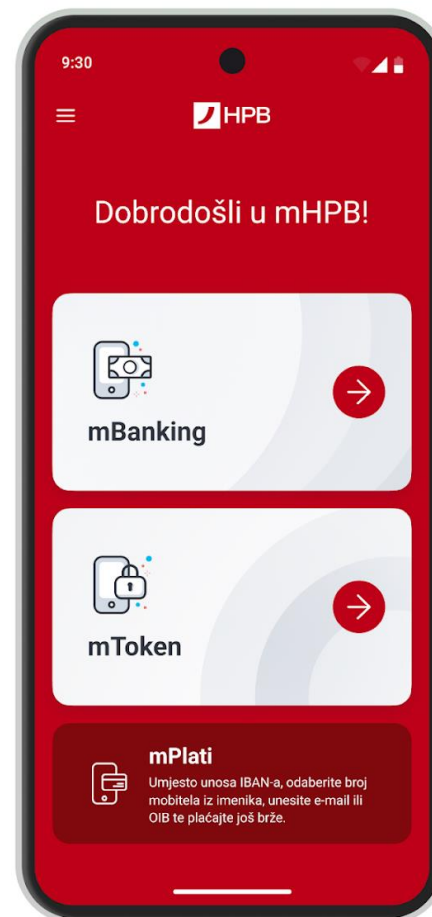 9:30
HPB
Dobrodošli u mHPB!
mBanking
mToken
mPlati
Umjesto unosa IBAN-a, odaberite broj
mobitela iz imenika, unesite e-mail ili
OIB te plaćajte još brže.